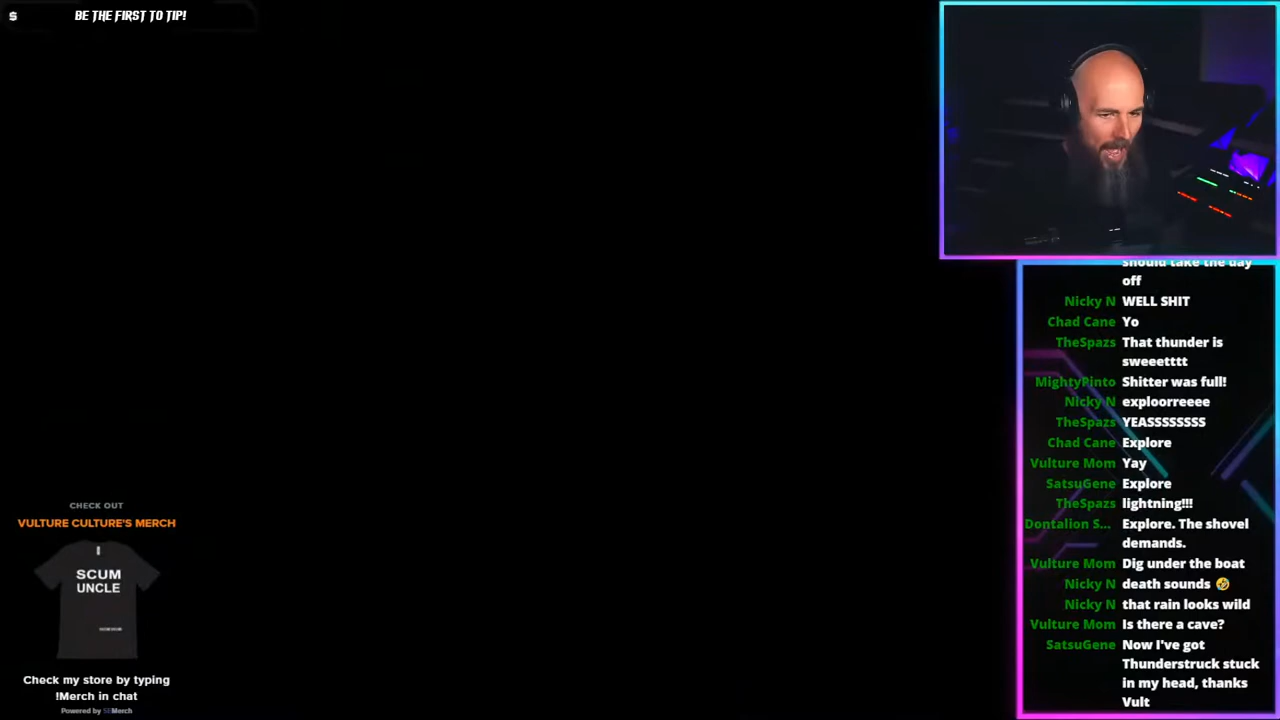 $
BE THE FIRST TO TIP!
CHECK OUT
VULTURE CULTURE'S MERCH
SCUM
UNCLE
Check my store by typing
!Merch in chat
Powered by SEMerch
should take the day
off
Nicky N WELL SHIT
Chad Cane Yo
TheSpazs That thunder is
sweeetttt
MightyPinto Shitter was full!
Nicky N exploorreeee
TheSpazs YEASSSSSSSS
Chad Cane Explore
Vulture Mom Yay
SatsuGene Explore
TheSpazs lightning!!!
Dontalion S... Explore. The shovel
demands.
Vulture Mom Dig under the boat
Nicky N death sounds 🤣
Nicky N that rain looks wild
Vulture Mom Is there a cave?
SatsuGene Now I've got
Thunderstruck stuck
in my head, thanks
Vult